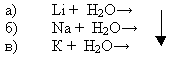 а) Li + H₂O→
б) Na + H₂O→
в) К + H₂O→